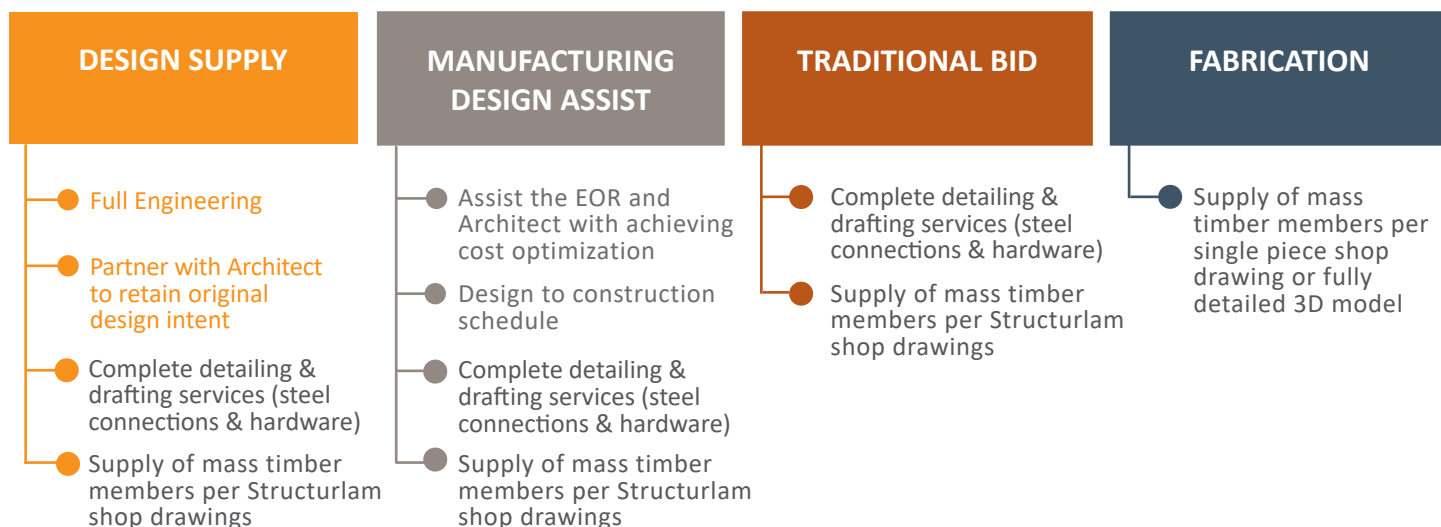 DESIGN SUPPLY
Full Engineering
Partner with Architect
to retain original
design intent
Complete detailing &
drafting services (steel
connections & hardware)
Supply of mass timber
members per Structurlam
shop drawings
MANUFACTURING
DESIGN ASSIST
Assist the EOR and
Architect with achieving
cost optimization
Design to construction
schedule
Complete detailing &
drafting services (steel
connections & hardware)
Supply of mass timber
members per Structurlam
shop drawings
TRADITIONAL BID
Complete detailing &
drafting services (steel
connections & hardware)
Supply of mass timber
members per Structurlam
shop drawings
FABRICATION
Supply of mass
timber members per
single piece shop
drawing or fully
detailed 3D model